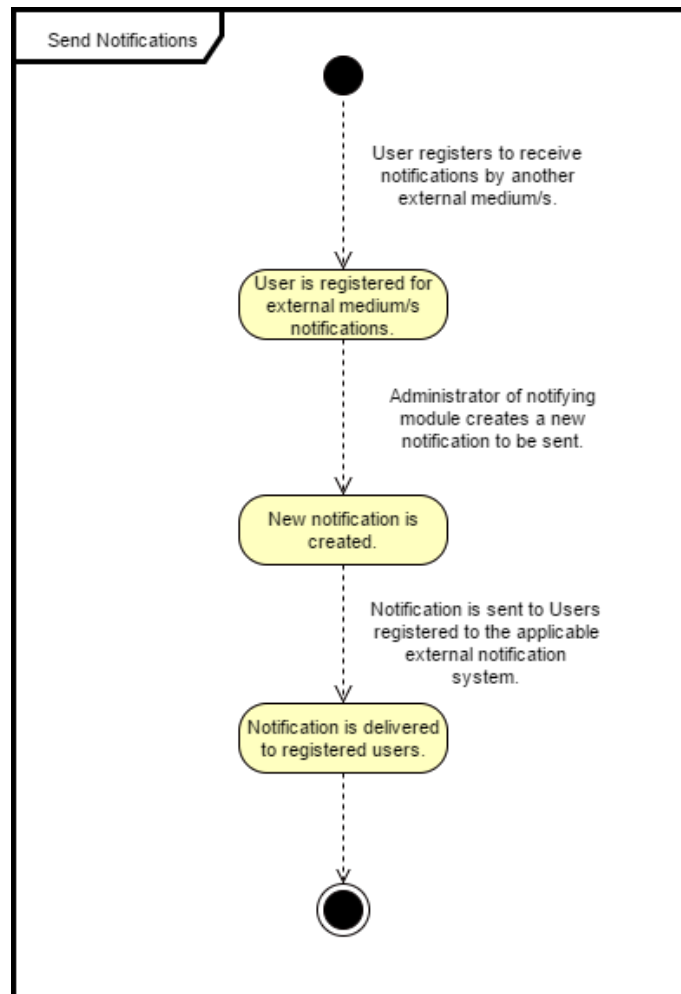 Send Notifications
User registers to receive
notifications by another
external medium/s.
User is registered for
external medium/s
notifications.
Administrator of notifying
module creates a new
notification to be sent.
New notification is
created.
Notification is sent to Users
registered to the applicable
external notification
system.
Notification is delivered
to registered users.